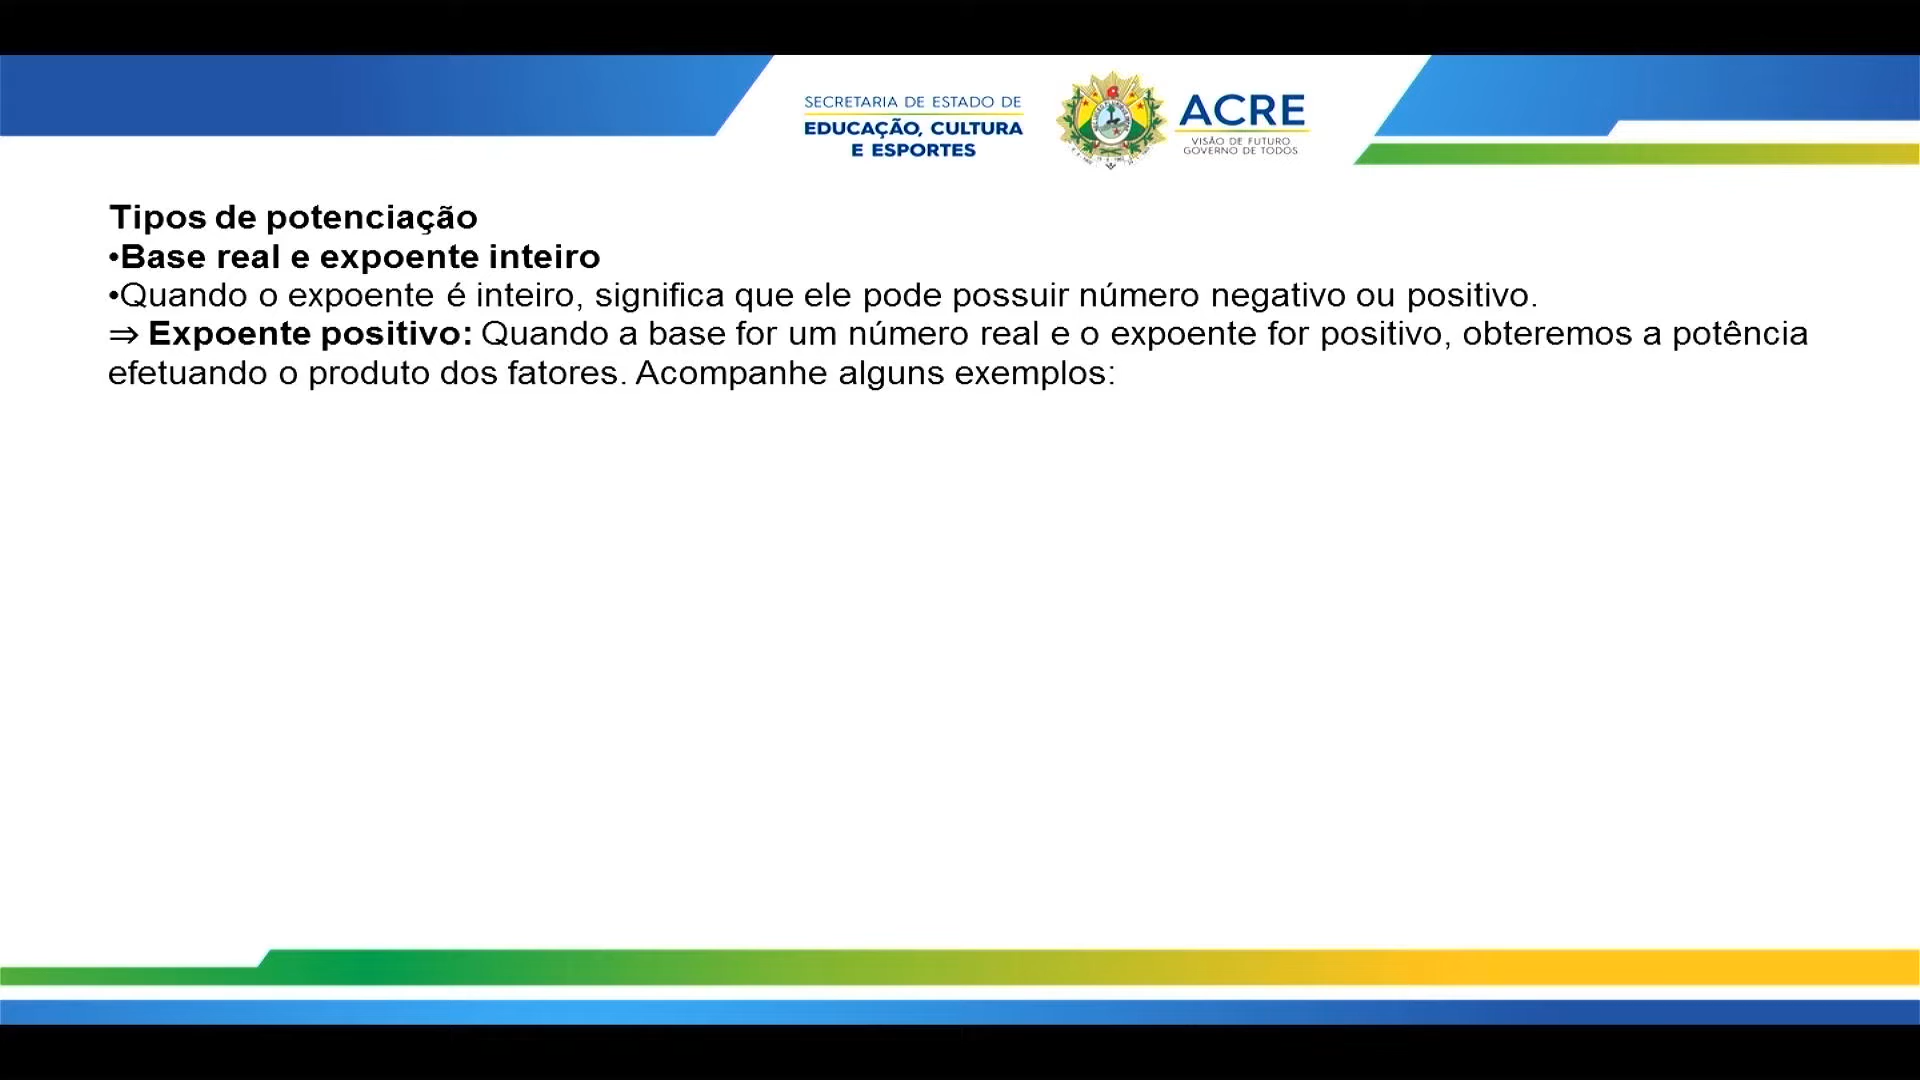 SECRETARIA DE ESTADO DE
EDUCAÇÃO, CULTURA
E ESPORTES
ACRE
VISÃO DE FUTURO
GOVERNO DE TODOS
Tipos de potenciação
•Base real e expoente inteiro
•Quando o expoente é inteiro, significa que ele pode possuir número negativo ou positivo.
⇒ Expoente positivo: Quando a base for um número real e o expoente for positivo, obteremos a potência
efetuando o produto dos fatores. Acompanhe alguns exemplos: